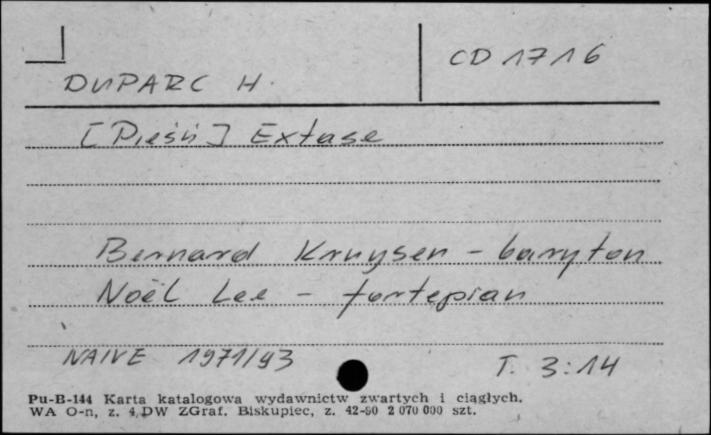 CD 1716
DUPARC H.
[Pieśń] Extase
Bernard Kruysen - baryton
Noël Lee - fortepian
NAIVE 1971/93 T. 3:14
Pu-B-144 Karta katalogowa wydawnictw zwartych i ciągłych.
WA O-n, z. 4, DW ZGraf. Biskupiec, z. 42-90 2 070 000 szt.